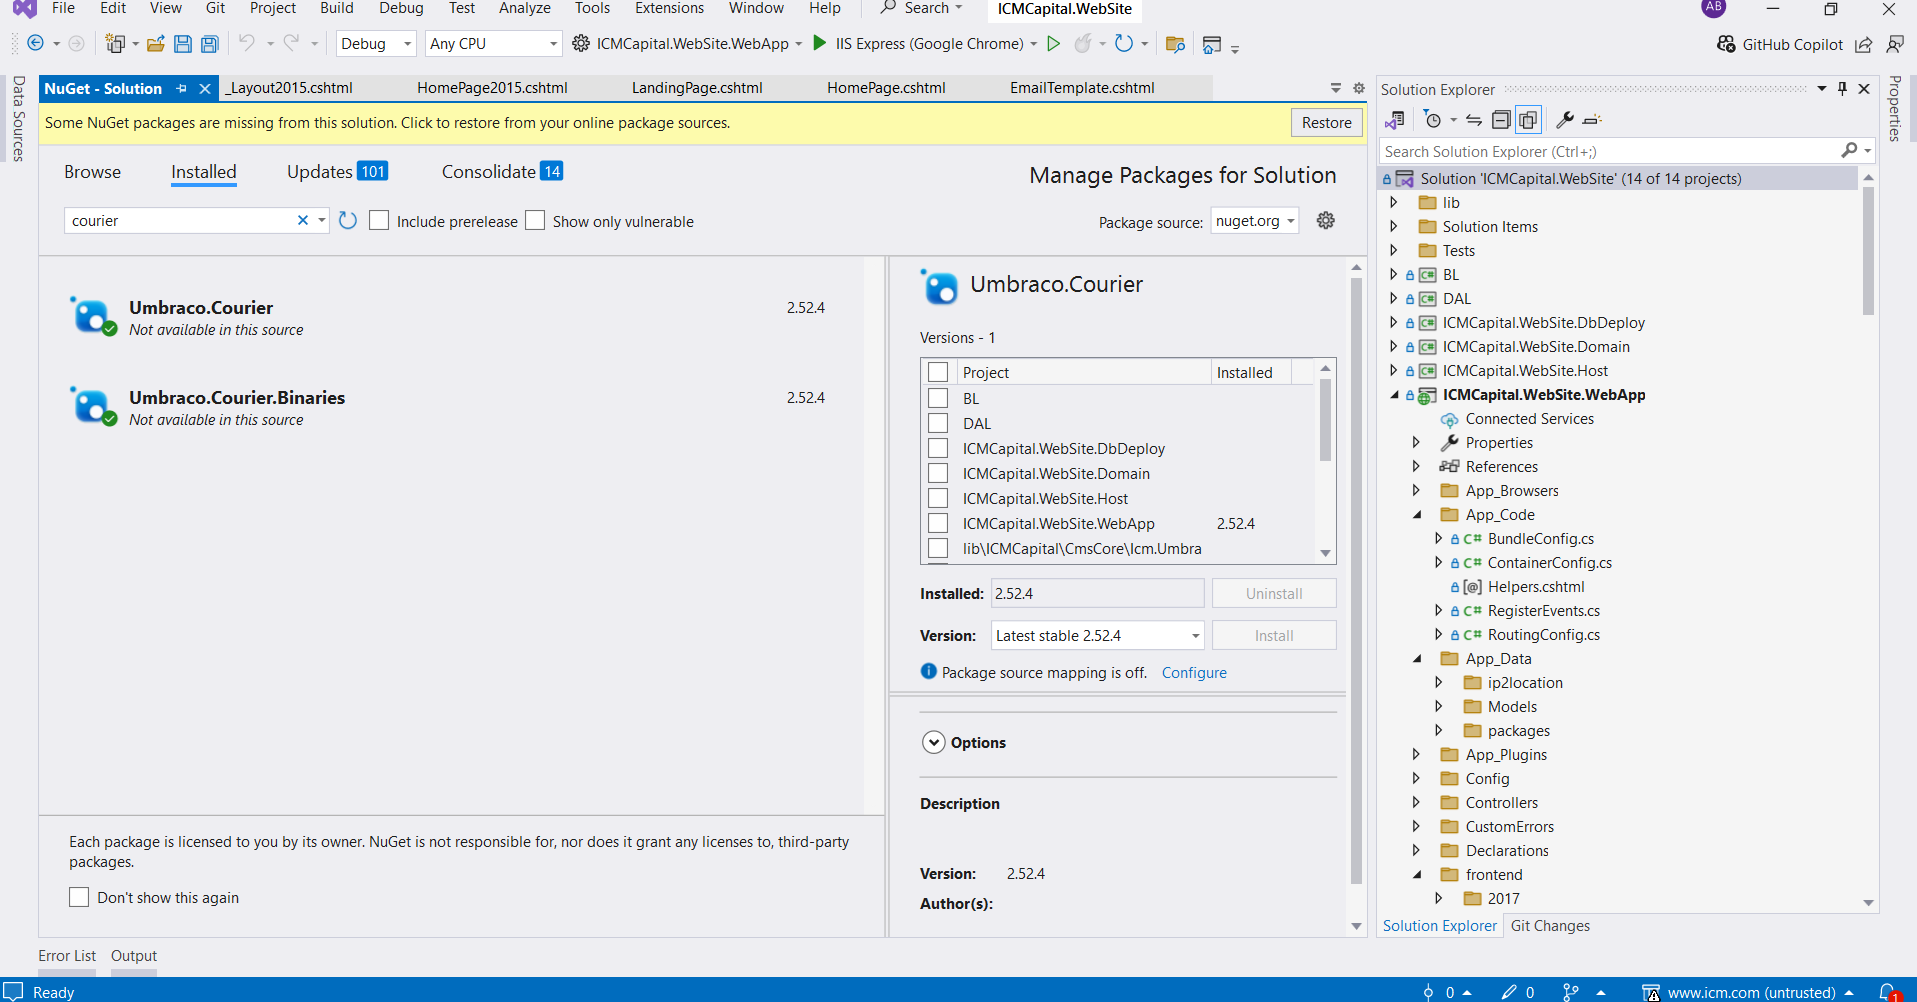 File Edit View Git Project Build Debug Test Analyze Tools Extensions Window Help Search ICMCapital.WebSite AB
Debug Any CPU ICMCapital.WebSite.WebApp IIS Express (Google Chrome) GitHub Copilot
Data Sources
NuGet - Solution _Layout2015.cshtml HomePage2015.cshtml LandingPage.cshtml HomePage.cshtml EmailTemplate.cshtml
Some NuGet packages are missing from this solution. Click to restore from your online package sources. Restore
Browse Installed Updates 101 Consolidate 14 Manage Packages for Solution
courier Include prerelease Show only vulnerable Package source: nuget.org
Umbraco.Courier 2.52.4
Not available in this source
Umbraco.Courier.Binaries 2.52.4
Not available in this source
Each package is licensed to you by its owner. NuGet is not responsible for, nor does it grant any licenses to, third-party
packages.
Don't show this again
Umbraco.Courier
Versions - 1
Project Installed
BL
DAL
ICMCapital.WebSite.DbDeploy
ICMCapital.WebSite.Domain
ICMCapital.WebSite.Host
ICMCapital.WebSite.WebApp 2.52.4
lib\ICMCapital\CmsCore\Icm.Umbra
Installed: 2.52.4 Uninstall
Version: Latest stable 2.52.4 Install
Package source mapping is off. Configure
Options
Description
Version: 2.52.4
Author(s):
Solution Explorer
Search Solution Explorer (Ctrl+;)
Solution 'ICMCapital.WebSite' (14 of 14 projects)
lib
Solution Items
Tests
C# BL
C# DAL
C# ICMCapital.WebSite.DbDeploy
C# ICMCapital.WebSite.Domain
C# ICMCapital.WebSite.Host
ICMCapital.WebSite.WebApp
Connected Services
Properties
References
App_Browsers
App_Code
C# BundleConfig.cs
C# ContainerConfig.cs
[@] Helpers.cshtml
C# RegisterEvents.cs
C# RoutingConfig.cs
App_Data
ip2location
Models
packages
App_Plugins
Config
Controllers
CustomErrors
Declarations
frontend
2017
Solution Explorer Git Changes
Properties
Error List Output
Ready 0 0 www.icm.com (untrusted) 1